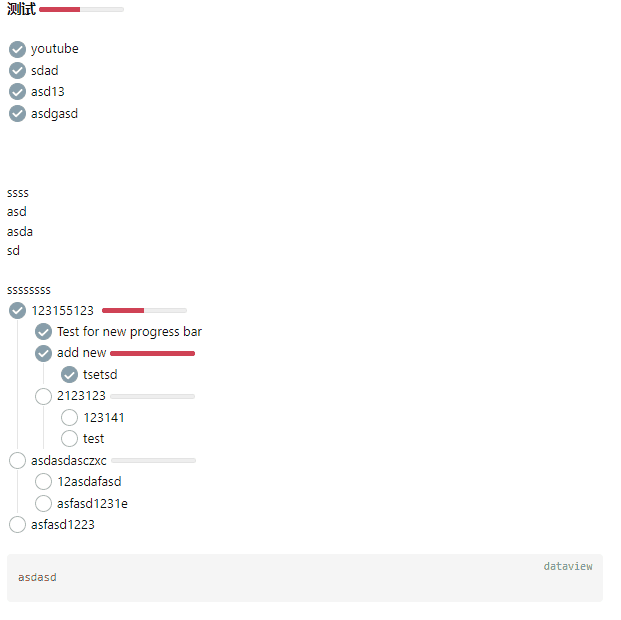 测试
youtube
sdad
asd13
asdgasd
ssss
asd
asda
sd
ssssssss
123155123
Test for new progress bar
add new
tsetsd
2123123
123141
test
asdasdasczxc
12asdafasd
asfasd1231e
asfasd1223
dataview
asdasd